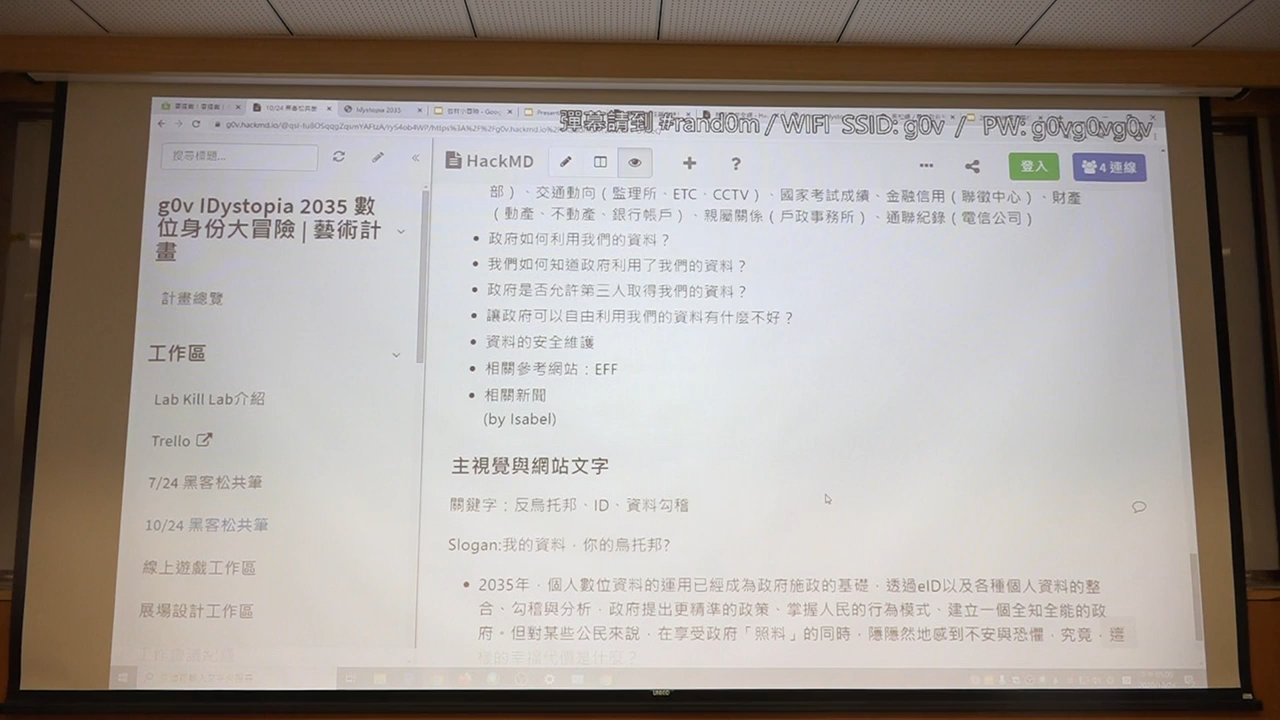 10/24 黑客松共筆
Idystopia 2035
彈幕請到 #rand0m / WIFI SSID: g0v / PW: g0vg0vg0v
搜尋標題...
HackMD
登入
4 連線
g0v IDystopia 2035 數
位身份大冒險 | 藝術計
畫
計畫總覽
工作區
Lab Kill Lab介紹
Trello
7/24 黑客松共筆
10/24 黑客松共筆
線上遊戲工作區
展場設計工作區
部）、交通動向（監理所、ETC、CCTV）、國家考試成績、金融信用（聯徵中心）、財產
（動產、不動產、銀行帳戶）、親屬關係（戶政事務所）、通聯紀錄（電信公司）
政府如何利用我們的資料？
我們如何知道政府利用了我們的資料？
政府是否允許第三人取得我們的資料？
讓政府可以自由利用我們的資料有什麼不好？
資料的安全維護
相關參考網站：EFF
相關新聞
(by Isabel)
主視覺與網站文字
關鍵字：反烏托邦、ID、資料勾稽
Slogan:我的資料，你的烏托邦?
2035年，個人數位資料的運用已經成為政府施政的基礎，透過eID以及各種個人資料的整
合、勾稽與分析，政府提出更精準的政策、掌握人民的行為模式、建立一個全知全能的政
府。但對某些公民來說，在享受政府「照料」的同時，隱隱然地感到不安與恐懼，究竟，這
樣的幸福代價是什麼？